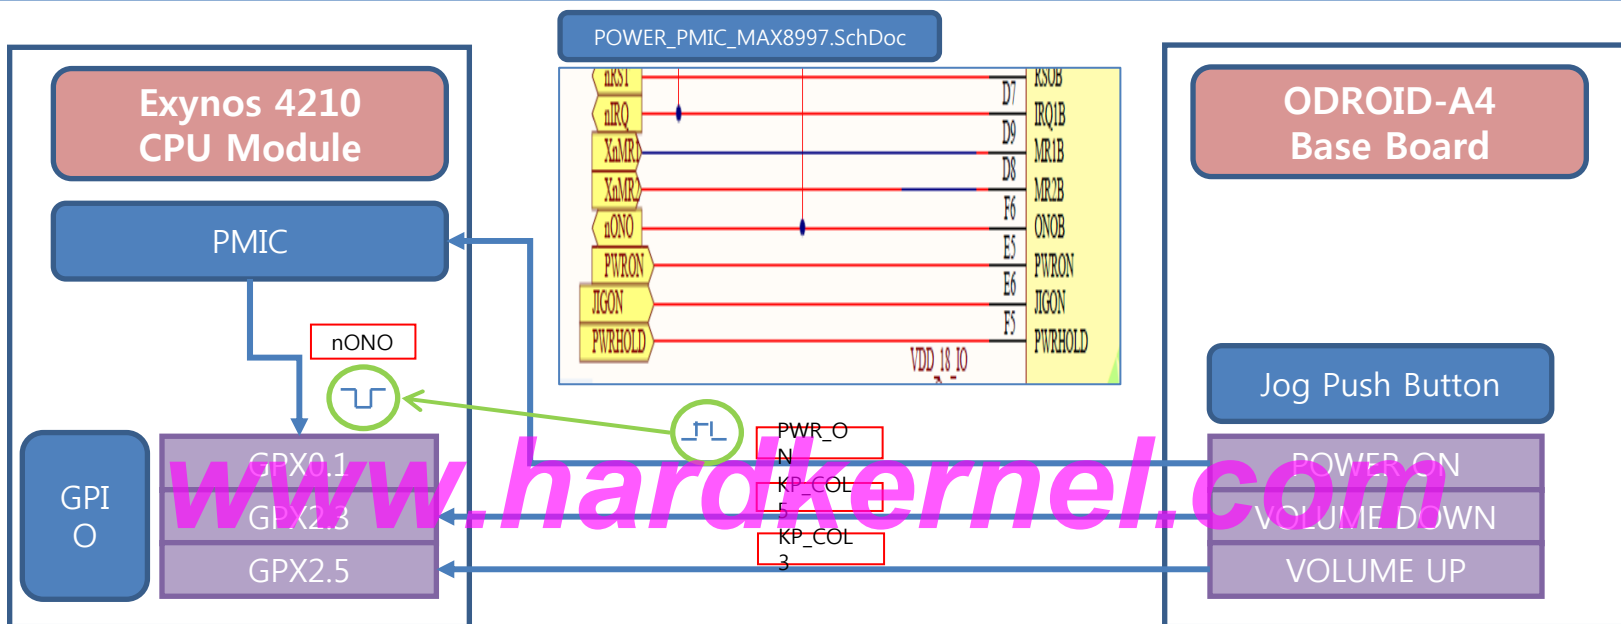 POWER_PMIC_MAX8997.SchDoc
Exynos 4210
CPU Module
PMIC
nONO
GPI
O
GPX0.1
GPX2.3
GPX2.5
nRST
nIRQ
XnMR1
XnMR2
nONO
PWRON
JIGON
PWRHOLD
D7
D9
D8
F6
E5
E6
F5
RSOB
IRQ1B
MR1B
MR2B
ONOB
PWRON
JIGON
PWRHOLD
VDD_18_IO
PWR_O
N
KP_COL
5
KP_COL
3
ODROID-A4
Base Board
Jog Push Button
POWER ON
VOLUME DOWN
VOLUME UP
www.hardkernel.com